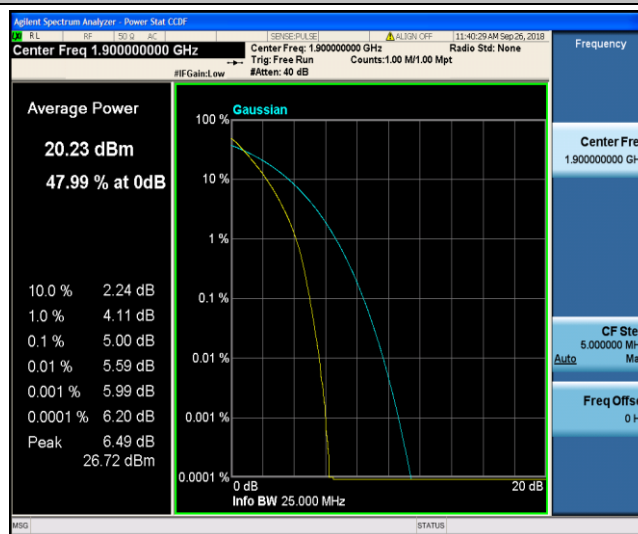 Agilent Spectrum Analyzer - Power Stat CCDF
RL RF 50 Ω AC SENSE:PULSE ALIGN OFF 11:40:29 AM Sep 26, 2018
Center Freq 1.900000000 GHz
Center Freq: 1.900000000 GHz Radio Std: None
Trig: Free Run Counts:1.00 M/1.00 Mpt
#IFGain:Low #Atten: 40 dB
Frequency
Average Power
20.23 dBm
47.99 % at 0dB
10.0 % 2.24 dB
1.0 % 4.11 dB
0.1 % 5.00 dB
0.01 % 5.59 dB
0.001 % 5.99 dB
0.0001 % 6.20 dB
Peak 6.49 dB
26.72 dBm
Gaussian
100 %
10 %
1 %
0.1 %
0.01 %
0.001 %
0.0001 %
0 dB 20 dB
Info BW 25.000 MHz
Center Fre
1.900000000 GH
CF Ste
5.000000 MH
Auto Ma
Freq Offse
0 H
MSG STATUS